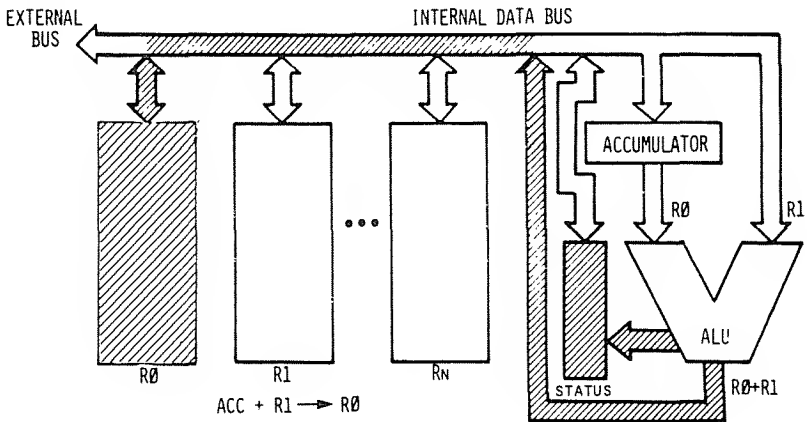 EXTERNAL
BUS
INTERNAL DATA BUS
ACCUMULATOR
RØ
R1
ALU
RØ
R1
RN
STATUS
RØ+R1
ACC + R1 → RØ